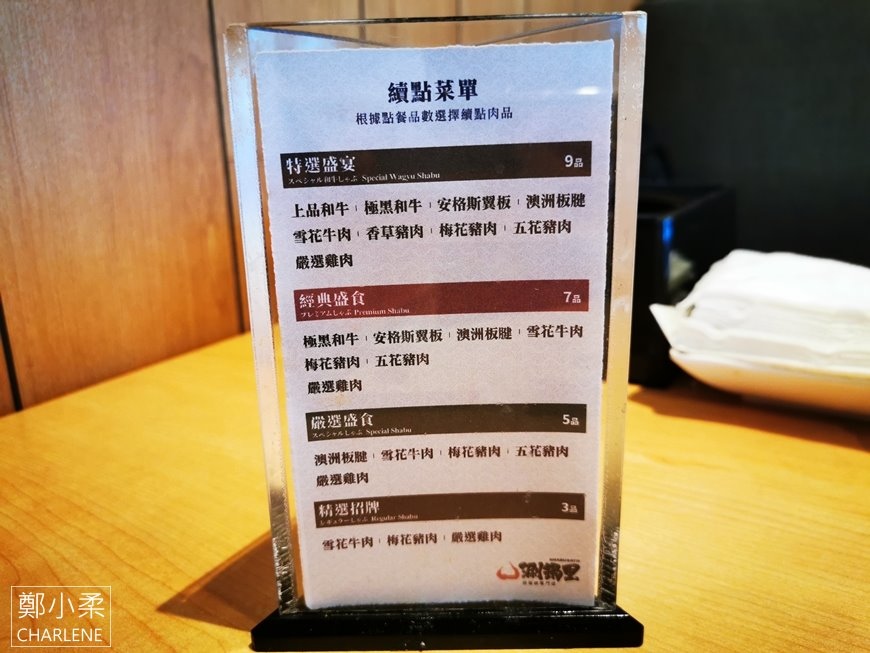 續點菜單
根據點餐品數選擇續點肉品
特選盛宴 9品
スペシャル和牛しゃぶ Special Wagyu Shabu
上品和牛 | 極黑和牛 | 安格斯翼板 | 澳洲板腱
雪花牛肉 | 香草豬肉 | 梅花豬肉 | 五花豬肉
嚴選雞肉
經典盛食 7品
プレミアムしゃぶ Premium Shabu
極黑和牛 | 安格斯翼板 | 澳洲板腱 | 雪花牛肉
梅花豬肉 | 五花豬肉
嚴選雞肉
嚴選盛食 5品
スペシャルしゃぶ Special Shabu
澳洲板腱 | 雪花牛肉 | 梅花豬肉 | 五花豬肉
嚴選雞肉
精選招牌 3品
レギュラーしゃぶ Regular Shabu
雪花牛肉 | 梅花豬肉 | 嚴選雞肉
涮鍋里
鄭小柔
CHARLENE